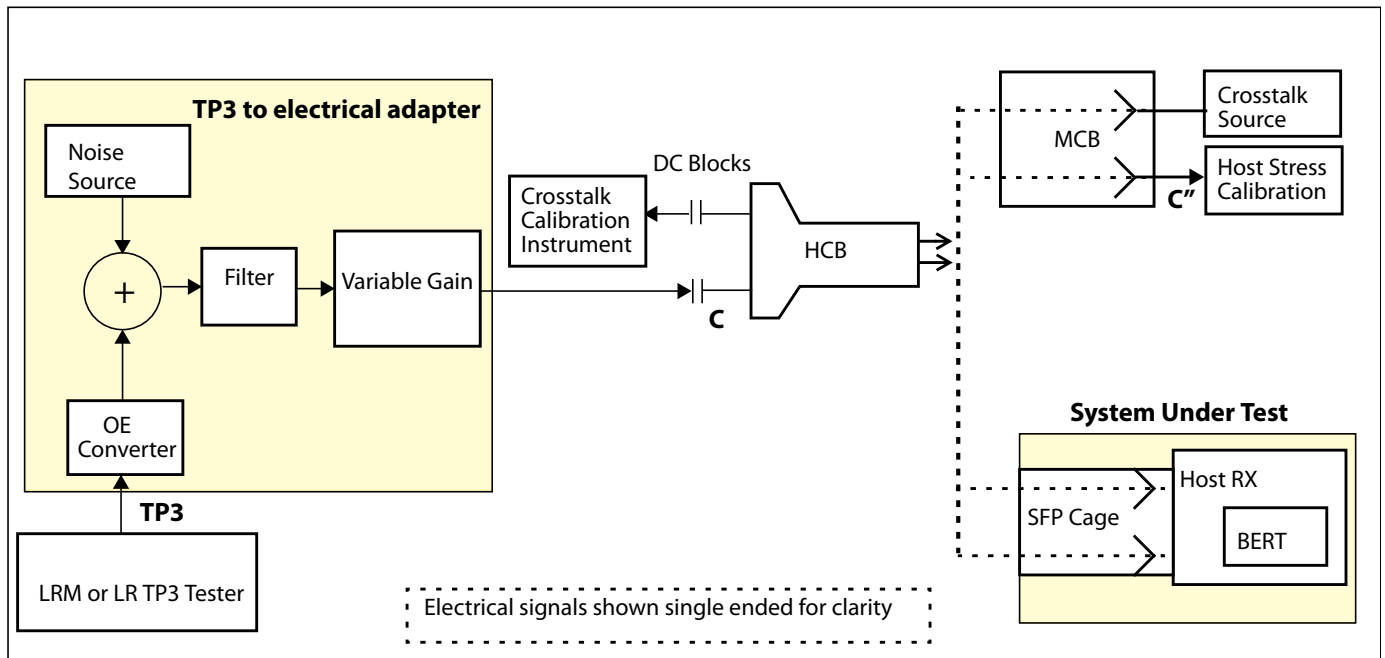 TP3 to electrical adapter
Noise
Source
+
Filter
Variable Gain
OE
Converter
TP3
LRM or LR TP3 Tester
DC Blocks
Crosstalk
Calibration
Instrument
C
HCB
MCB
Crosstalk
Source
Host Stress
Calibration
C”
System Under Test
Host RX
SFP Cage
BERT
Electrical signals shown single ended for clarity